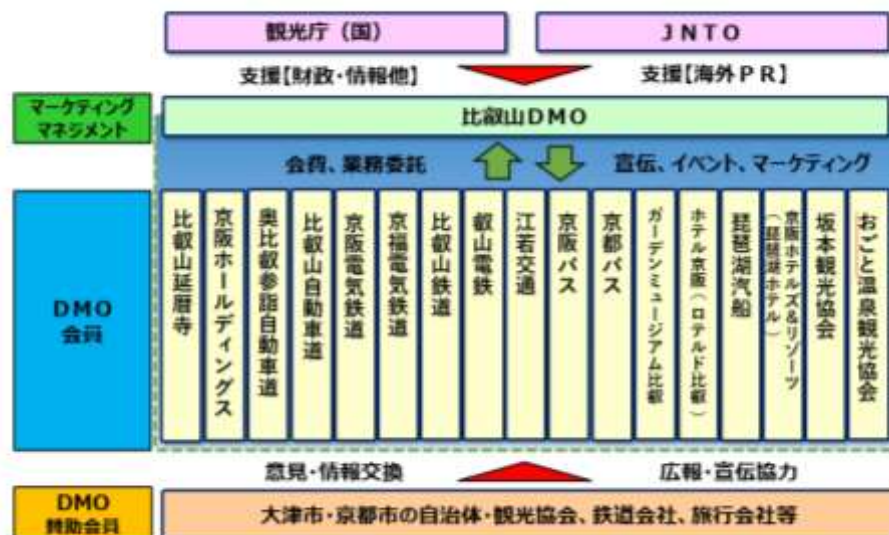 観光庁（国）
JNTO
支援【財政・情報他】
支援【海外PR】
マーケティング
マネジメント
比叡山DMO
会費、業務委託
宣伝、イベント、マーケティング
DMO
会員
比叡山延暦寺
京阪ホールディングス
奥比叡参詣自動車道
比叡山自動車道
京阪電気鉄道
京福電気鉄道
比叡山鉄道
叡山電鉄
江若交通
京阪バス
京都バス
ガーデンミュージアム比叡
ホテル京阪（ロテルド比叡）
琵琶湖汽船
京阪ホテルズ&リゾーツ
（琵琶湖ホテル）
坂本観光協会
おごと温泉観光協会
意見・情報交換
広報・宣伝協力
DMO
賛助会員
大津市・京都市の自治体・観光協会、鉄道会社、旅行会社等